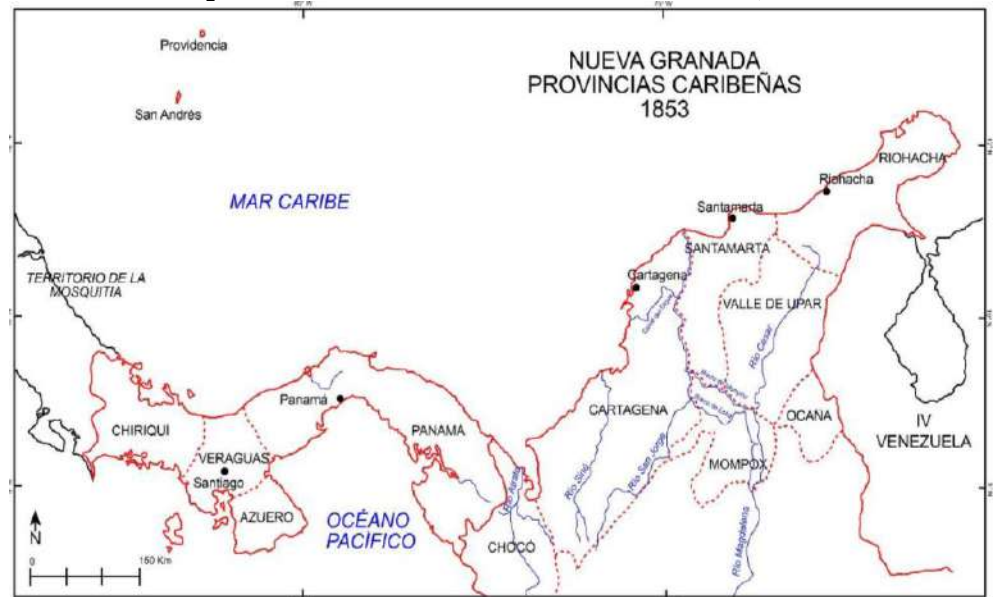 NUEVA GRANADA
PROVINCIAS CARIBEÑAS
1853
Providencia
San Andrés
MAR CARIBE
RIOHACHA
Riohacha
Santamerta
SANTAMARTA
Cartagena
VALLE DE UPAR
TERRITORIO DE LA
MOSQUITIA
Río Cesar
Panamá
CHIRIQUI
PANAMA
CARTAGENA
OCAÑA
IV
VENEZUELA
VERAGUAS
Santiago
Río Sinú
Río San Jorge
MOMPOX
AZUERO
OCÉANO
PACÍFICO
CHOCÓ
Río Magdalena
N
0
150 Km